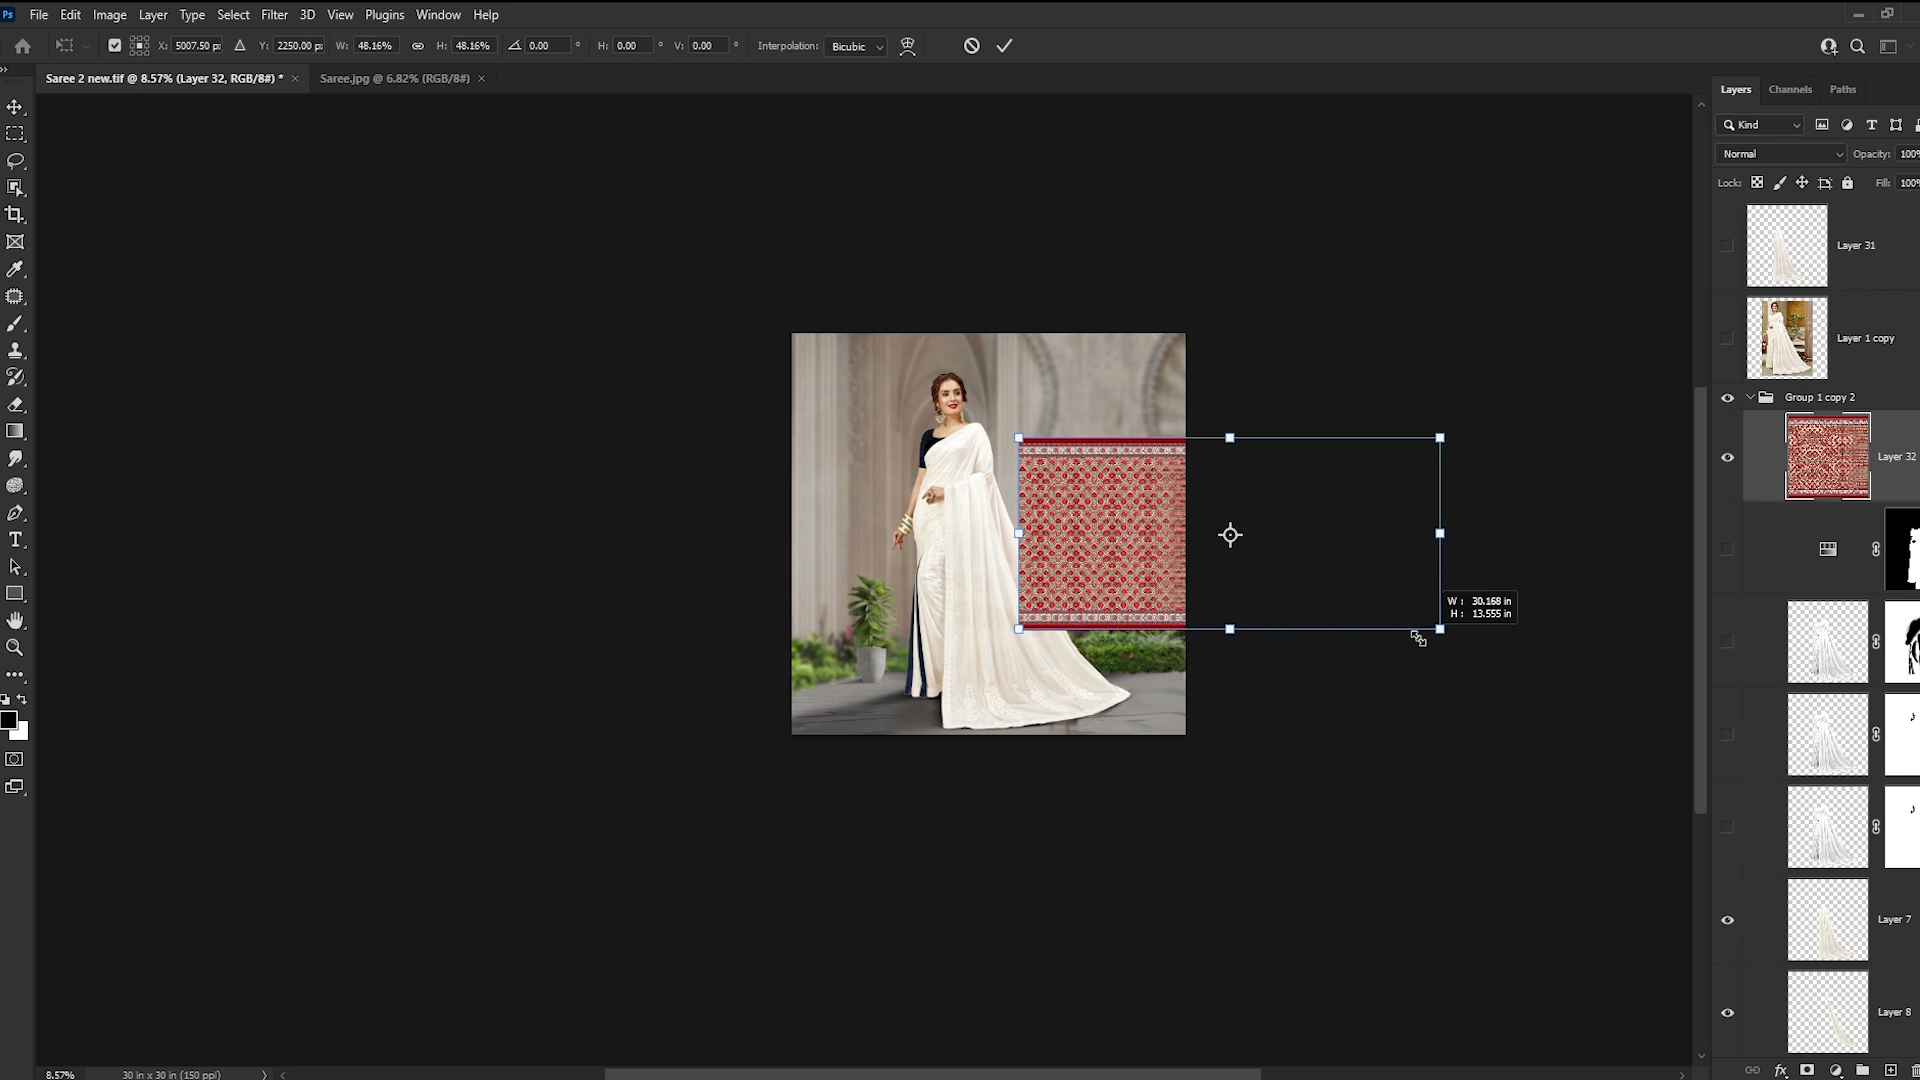 Ps File Edit Image Layer Type Select Filter 3D View Plugins Window Help
X: 5007.50 p: Y: 2250.00 p: W: 48.16% H: 48.16% 0.00 ° H: 0.00 ° V: 0.00 ° Interpolation: Bicubic
Saree 2 new.tif @ 8.57% (Layer 32, RGB/8#) * × Saree.jpg @ 6.82% (RGB/8#) ×
Layers Channels Paths
Kind
Normal Opacity: 100%
Lock: Fill: 100%
Layer 31
Layer 1 copy
Group 1 copy 2
Layer 32
W : 30.168 in
H : 13.555 in
Layer 7
Layer 8
8.57% 30 in x 30 in (150 ppi)